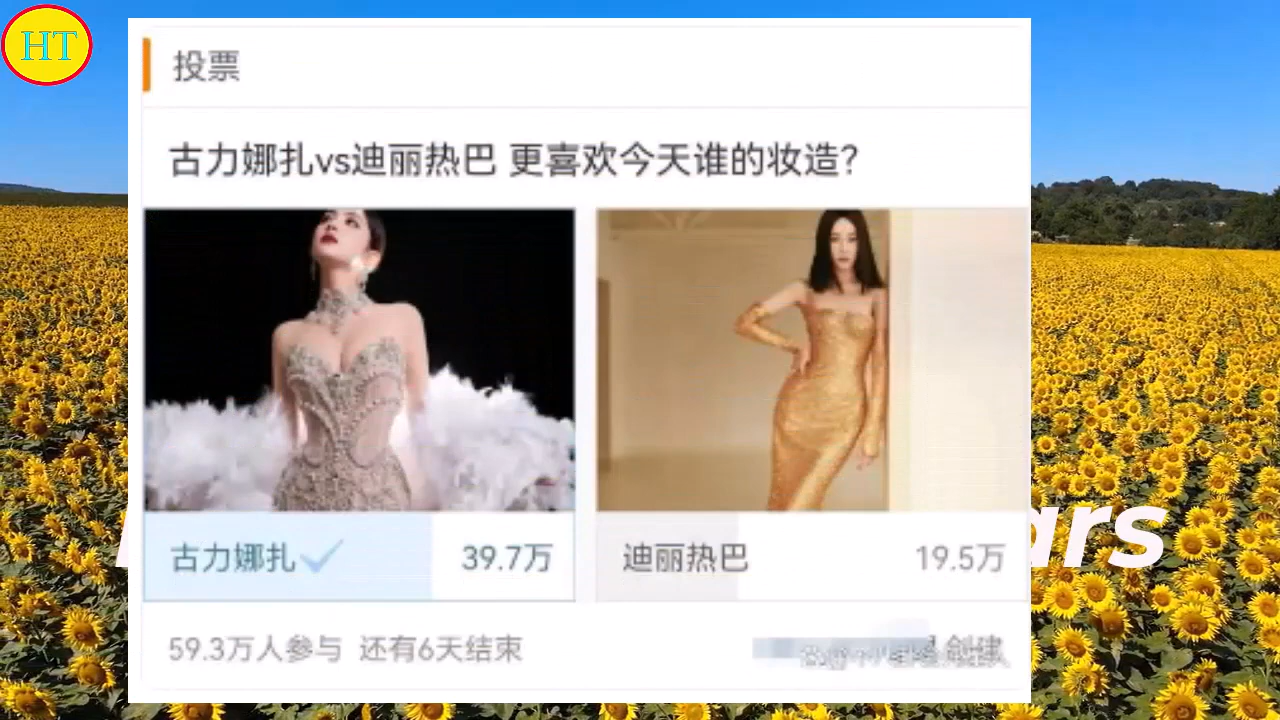 HT
投票
古力娜扎vs迪丽热巴 更喜欢今天谁的妆造?
古力娜扎 39.7万
迪丽热巴 19.5万
59.3万人参与 还有6天结束
创建